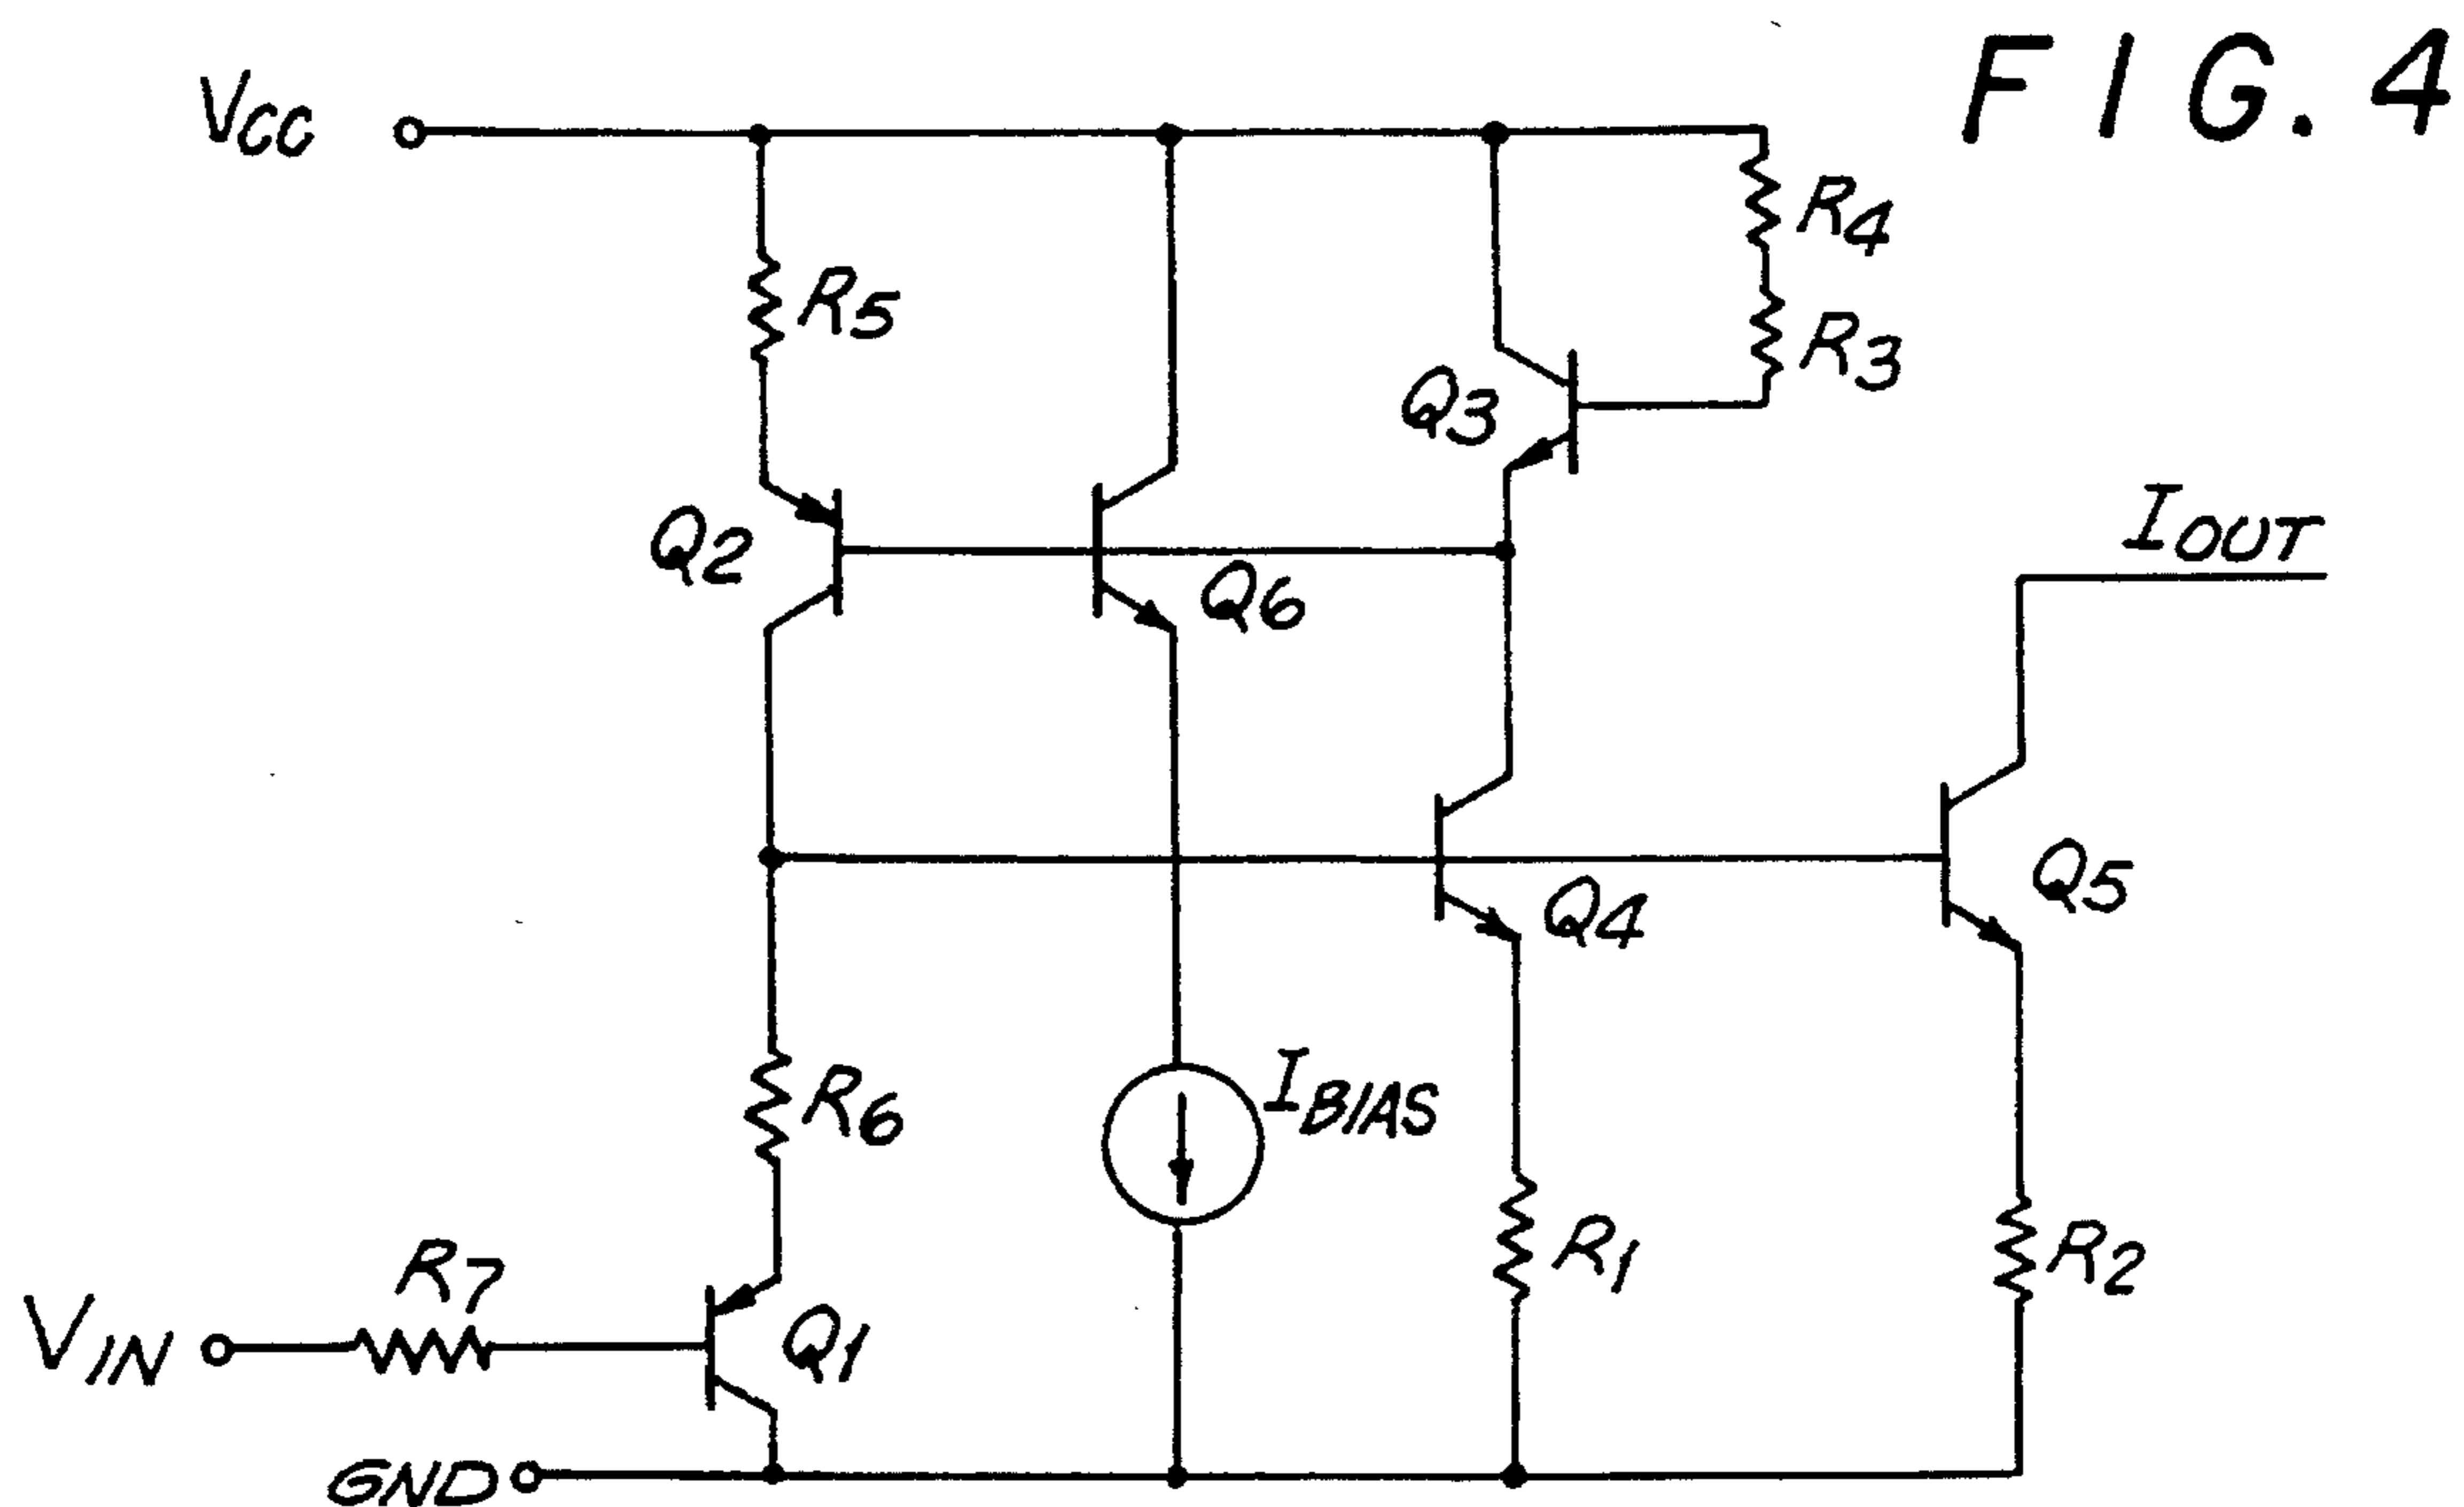 FIG. 4
VCC
R4
R5
R3
Q3
Q2
IOUT
Q6
Q5
Q4
IBIAS
R6
R1
R2
R7
VIN
Q1
GND